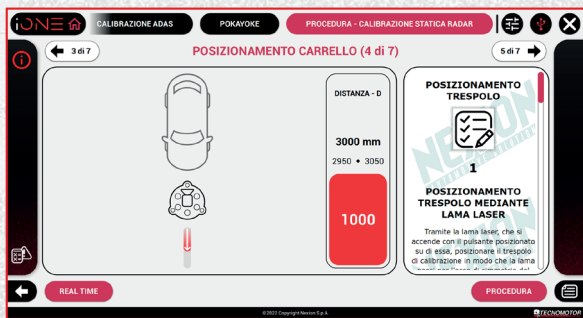 iONE
CALIBRAZIONE ADAS
POKAYOKE
PROCEDURA - CALIBRAZIONE STATICA RADAR
3 di 7
POSIZIONAMENTO CARRELLO (4 di 7)
5 di 7
DISTANZA - D
3000 mm
2950 • 3050
1000
POSIZIONAMENTO
TRESPOLO
1
POSIZIONAMENTO
TRESPOLO MEDIANTE
LAMA LASER
Tramite la lama laser, che si
accende con il pulsante posizionato
su di essa, posizionare il trespolo
di calibrazione in modo che la lama
NEXION
NEXION
REAL TIME
PROCEDURA
©2023 Copyright Nexion S.p.A.
TECNOMOTOR